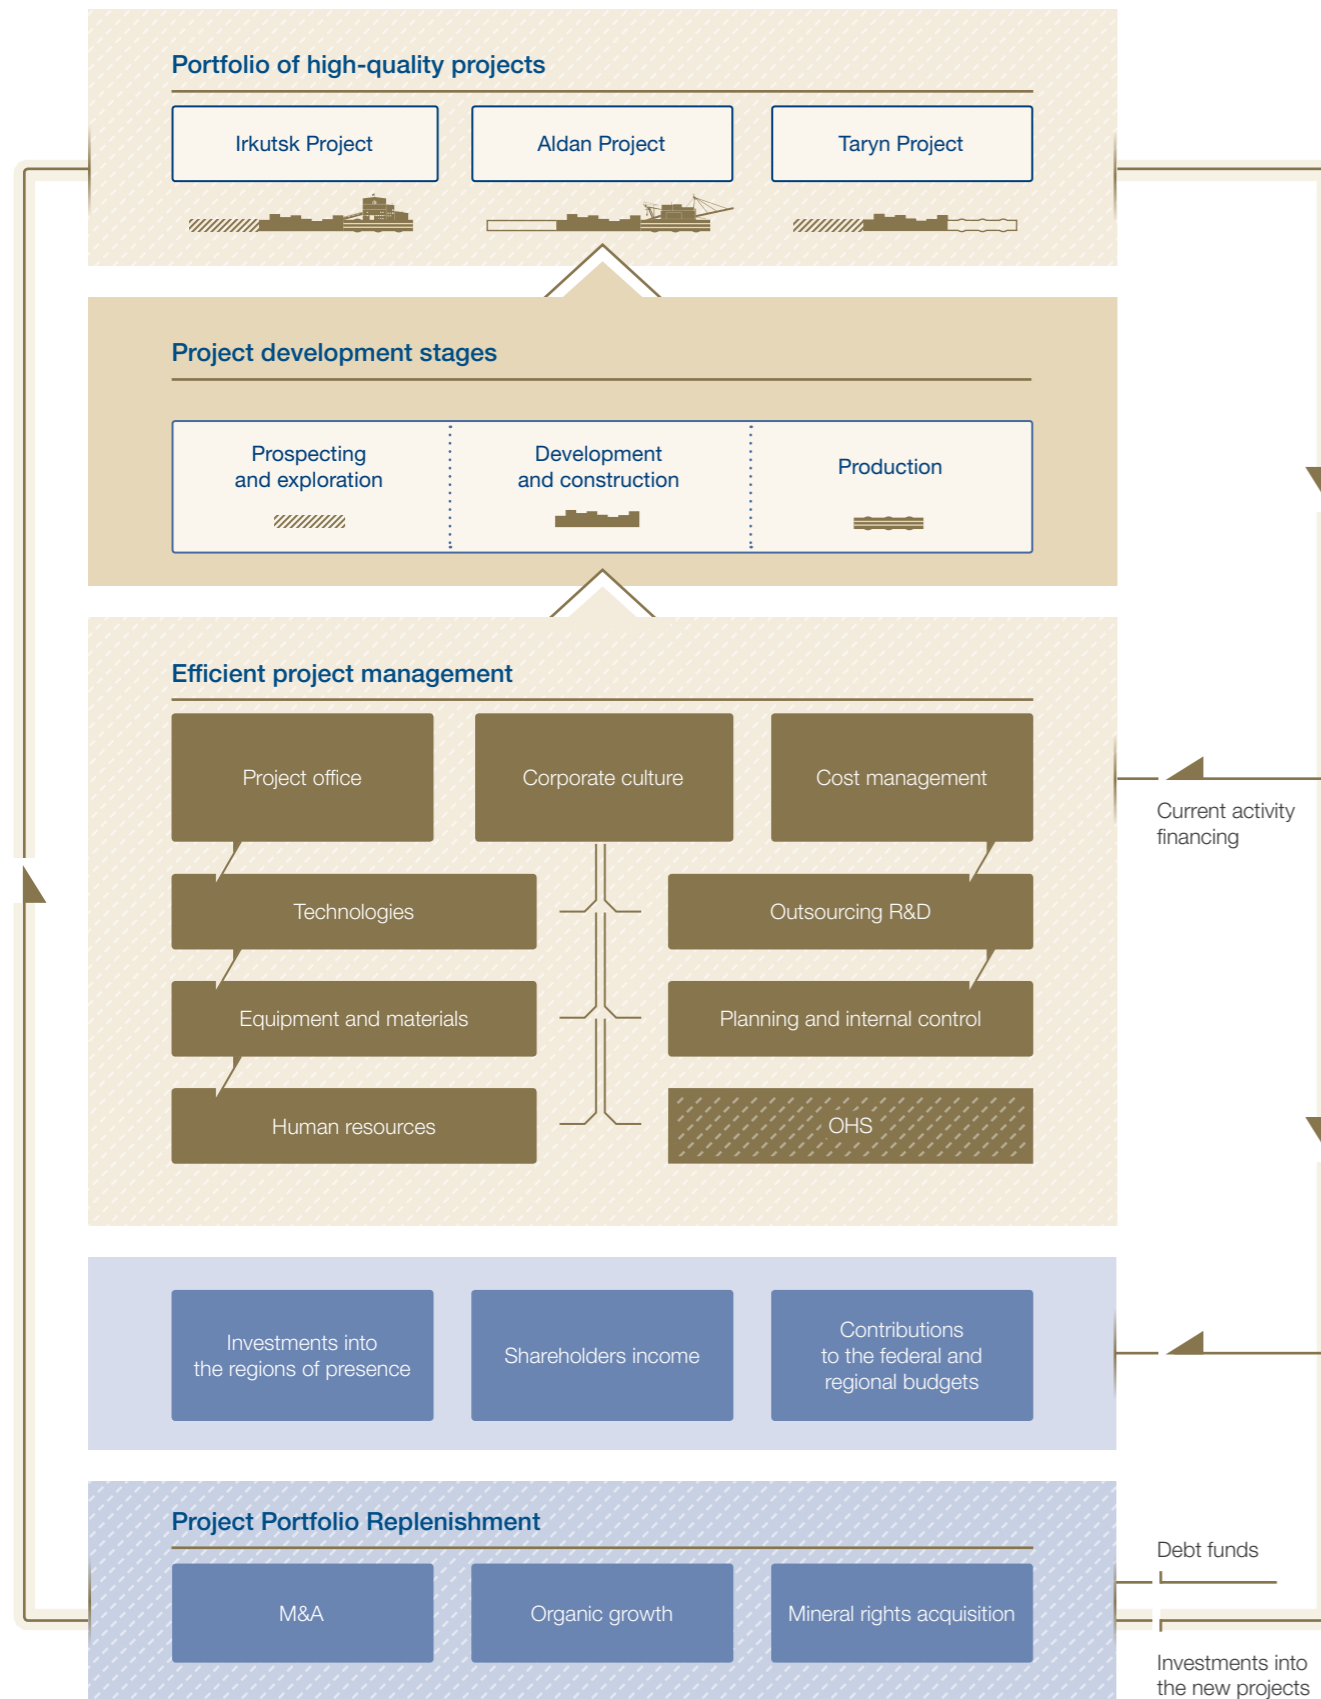 Portfolio of high-quality projects
Irkutsk Project
Aldan Project
Taryn Project
Project development stages
Prospecting
and exploration
Development
and construction
Production
Efficient project management
Project office
Corporate culture
Cost management
Current activity
financing
Technologies
Outsourcing R&D
Equipment and materials
Planning and internal control
Human resources
OHS
Investments into
the regions of presence
Shareholders income
Contributions
to the federal and
regional budgets
Project Portfolio Replenishment
Debt funds
M&A
Organic growth
Mineral rights acquisition
Investments into
the new projects